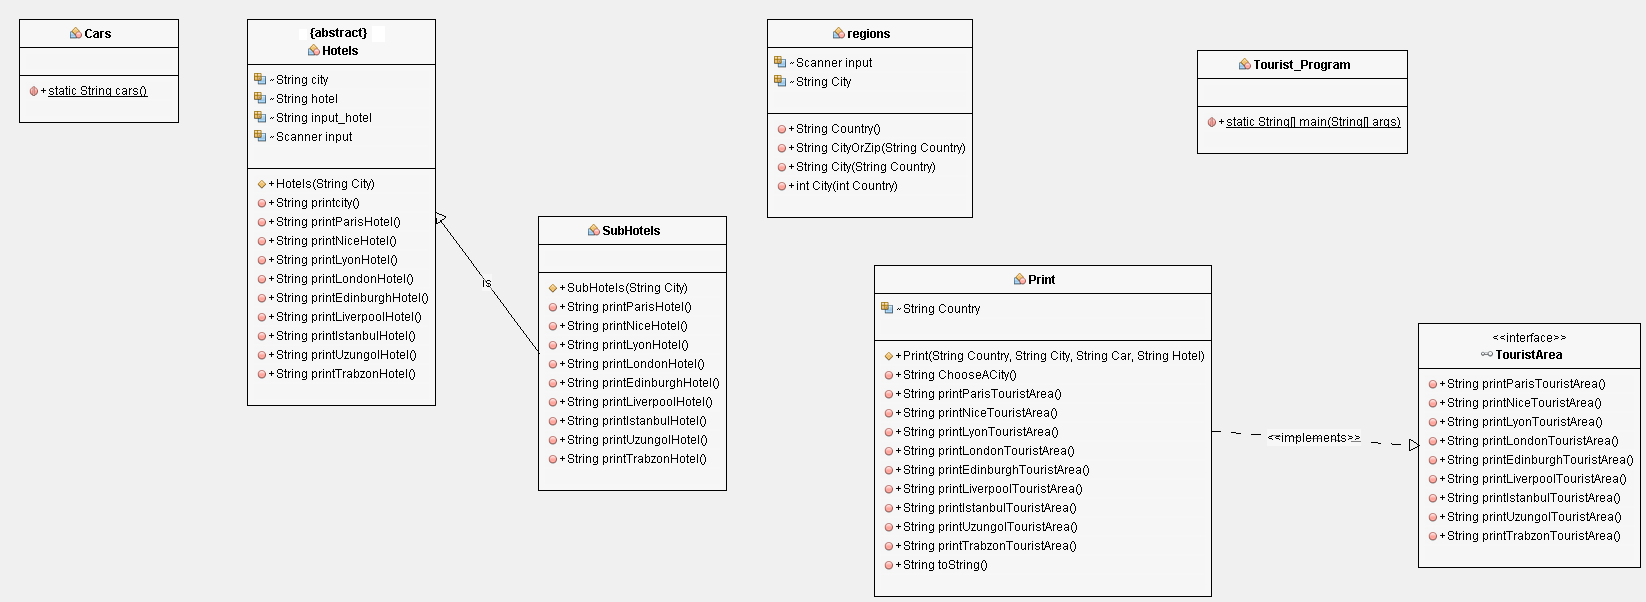 Cars
+static String cars()
{abstract}
Hotels
~String city
~String hotel
~String input_hotel
~Scanner input
+Hotels(String City)
+String printcity()
+String printParisHotel()
+String printNiceHotel()
+String printLyonHotel()
+String printLondonHotel()
+String printEdinburghHotel()
+String printLiverpoolHotel()
+String printIstanbulHotel()
+String printUzungolHotel()
+String printTrabzonHotel()
is
SubHotels
+SubHotels(String City)
+String printParisHotel()
+String printNiceHotel()
+String printLyonHotel()
+String printLondonHotel()
+String printEdinburghHotel()
+String printLiverpoolHotel()
+String printIstanbulHotel()
+String printUzungolHotel()
+String printTrabzonHotel()
regions
~Scanner input
~String City
+String Country()
+String CityOrZip(String Country)
+String City(String Country)
+int City(int Country)
Tourist_Program
+static String[] main(String[] args)
Print
~String Country
+Print(String Country, String City, String Car, String Hotel)
+String ChooseACity()
+String printParisTouristArea()
+String printNiceTouristArea()
+String printLyonTouristArea()
+String printLondonTouristArea()
+String printEdinburghTouristArea()
+String printLiverpoolTouristArea()
+String printIstanbulTouristArea()
+String printUzungolTouristArea()
+String printTrabzonTouristArea()
+String toString()
<<implements>>
<<interface>>
TouristArea
+String printParisTouristArea()
+String printNiceTouristArea()
+String printLyonTouristArea()
+String printLondonTouristArea()
+String printEdinburghTouristArea()
+String printLiverpoolTouristArea()
+String printIstanbulTouristArea()
+String printUzungolTouristArea()
+String printTrabzonTouristArea()